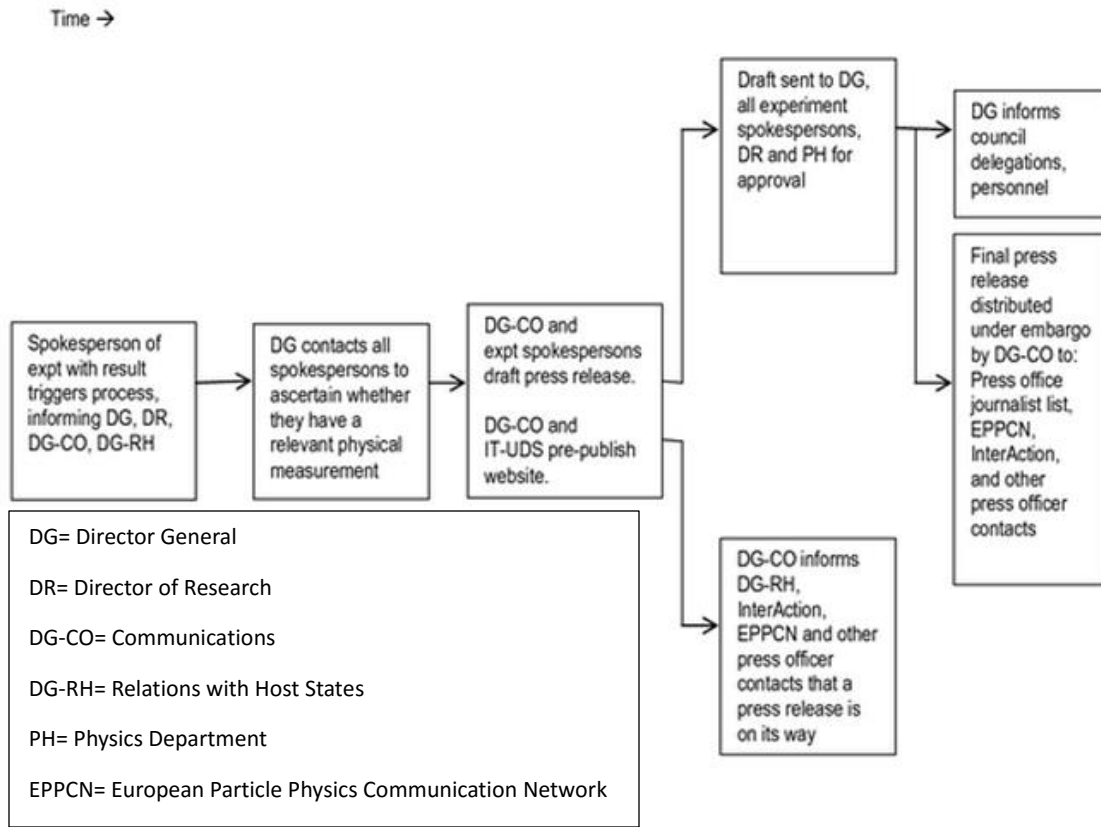 Time →
Draft sent to DG,
all experiment
spokespersons,
DR and PH for
approval
DG informs
council
delegations,
personnel
Spokesperson of
expt with result
triggers process,
informing DG, DR,
DG-CO, DG-RH
DG contacts all
spokespersons to
ascertain whether
they have a
relevant physical
measurement
DG-CO and
expt spokespersons
draft press release.
DG-CO and
IT-UDS pre-publish
website.
Final press
release
distributed
under embargo
by DG-CO to:
Press office
journalist list,
EPPCN,
InterAction,
and other
press officer
contacts
DG-CO informs
DG-RH,
InterAction,
EPPCN and other
press officer
contacts that a
press release is
on its way
DG= Director General
DR= Director of Research
DG-CO= Communications
DG-RH= Relations with Host States
PH= Physics Department
EPPCN= European Particle Physics Communication Network